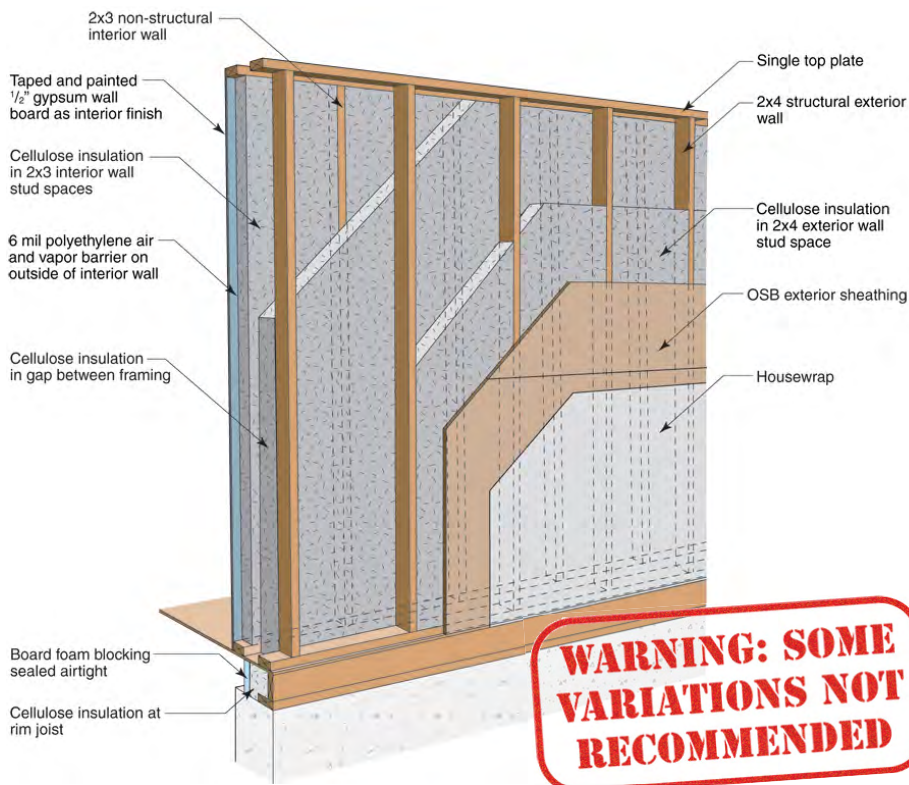 2x3 non-structural
interior wall
Taped and painted
1/2" gypsum wall
board as interior finish
Cellulose insulation
in 2x3 interior wall
stud spaces
6 mil polyethylene air
and vapor barrier on
outside of interior wall
Cellulose insulation
in gap between framing
Board foam blocking
sealed airtight
Cellulose insulation at
rim joist
Single top plate
2x4 structural exterior
wall
Cellulose insulation
in 2x4 exterior wall
stud space
OSB exterior sheathing
Housewrap
WARNING: SOME
VARIATIONS NOT
RECOMMENDED